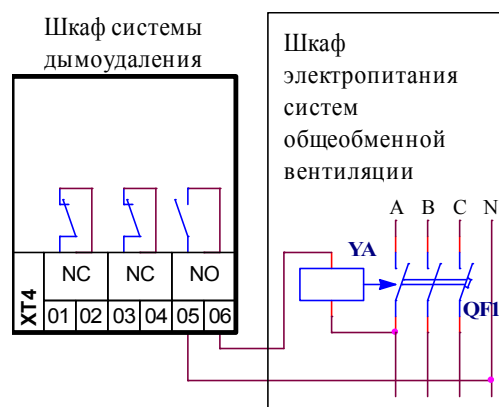 Шкаф системы
дымоудаления
Шкаф
электропитания
систем
общеобменной
вентиляции
A B C N
YA
QF1
NC NC NO
XT4 01 02 03 04 05 06